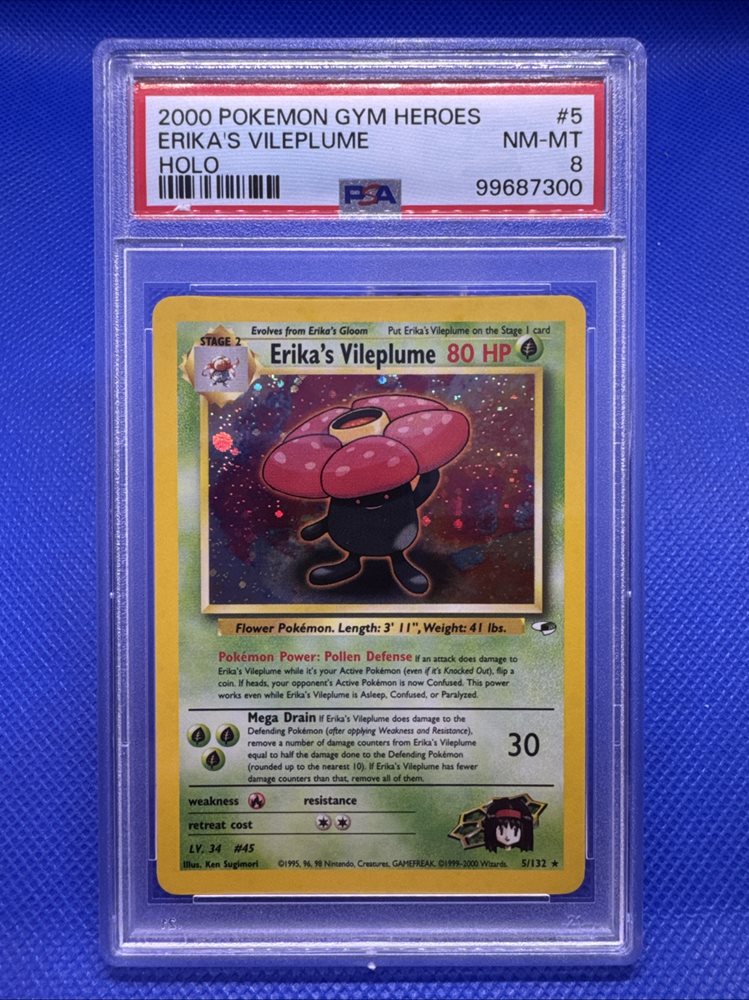 2000 POKEMON GYM HEROES #5
ERIKA'S VILEPLUME NM-MT
HOLO 8
PSA 99687300
Evolves from Erika's Gloom Put Erika's Vileplume on the Stage 1 card
STAGE 2
Erika's Vileplume 80 HP
Flower Pokémon. Length: 3' 11", Weight: 41 lbs.
Pokémon Power: Pollen Defense If an attack does damage to
Erika's Vileplume while it's your Active Pokémon (even if it's Knocked Out), flip a
coin. If heads, your opponent's Active Pokémon is now Confused. This power
works even while Erika's Vileplume is Asleep, Confused, or Paralyzed.
Mega Drain If Erika's Vileplume does damage to the
Defending Pokémon (after applying Weakness and Resistance),
remove a number of damage counters from Erika's Vileplume
equal to half the damage done to the Defending Pokémon
(rounded up to the nearest 10). If Erika's Vileplume has fewer
damage counters than that, remove all of them.
30
weakness resistance
retreat cost
LV. 34 #45
Illus. Ken Sugimori ©1995, 96, 98 Nintendo, Creatures, GAMEFREAK. ©1999-2000 Wizards. 5/132 ★